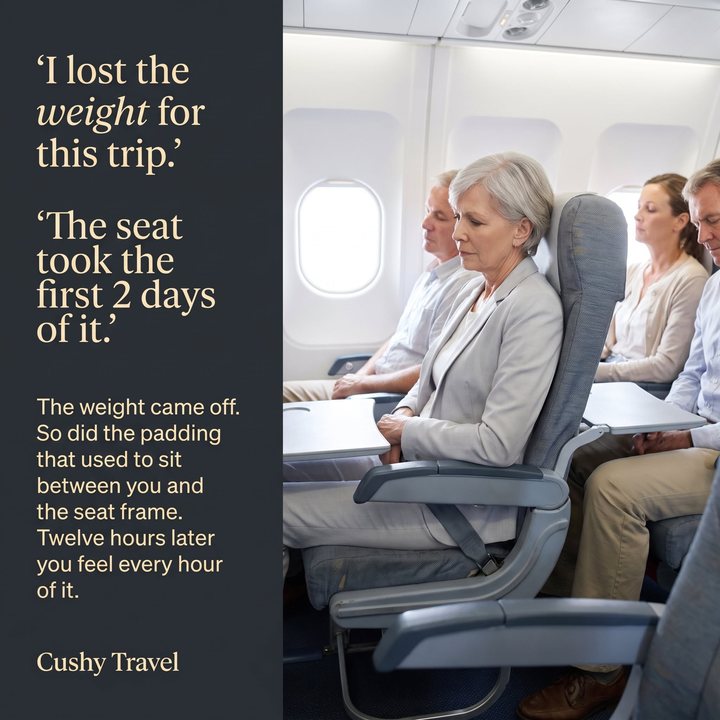 ‘I lost the
weight for
this trip.’
‘The seat
took the
first 2 days
of it.’
The weight came off.
So did the padding
that used to sit
between you and
the seat frame.
Twelve hours later
you feel every hour
of it.
Cushy Travel